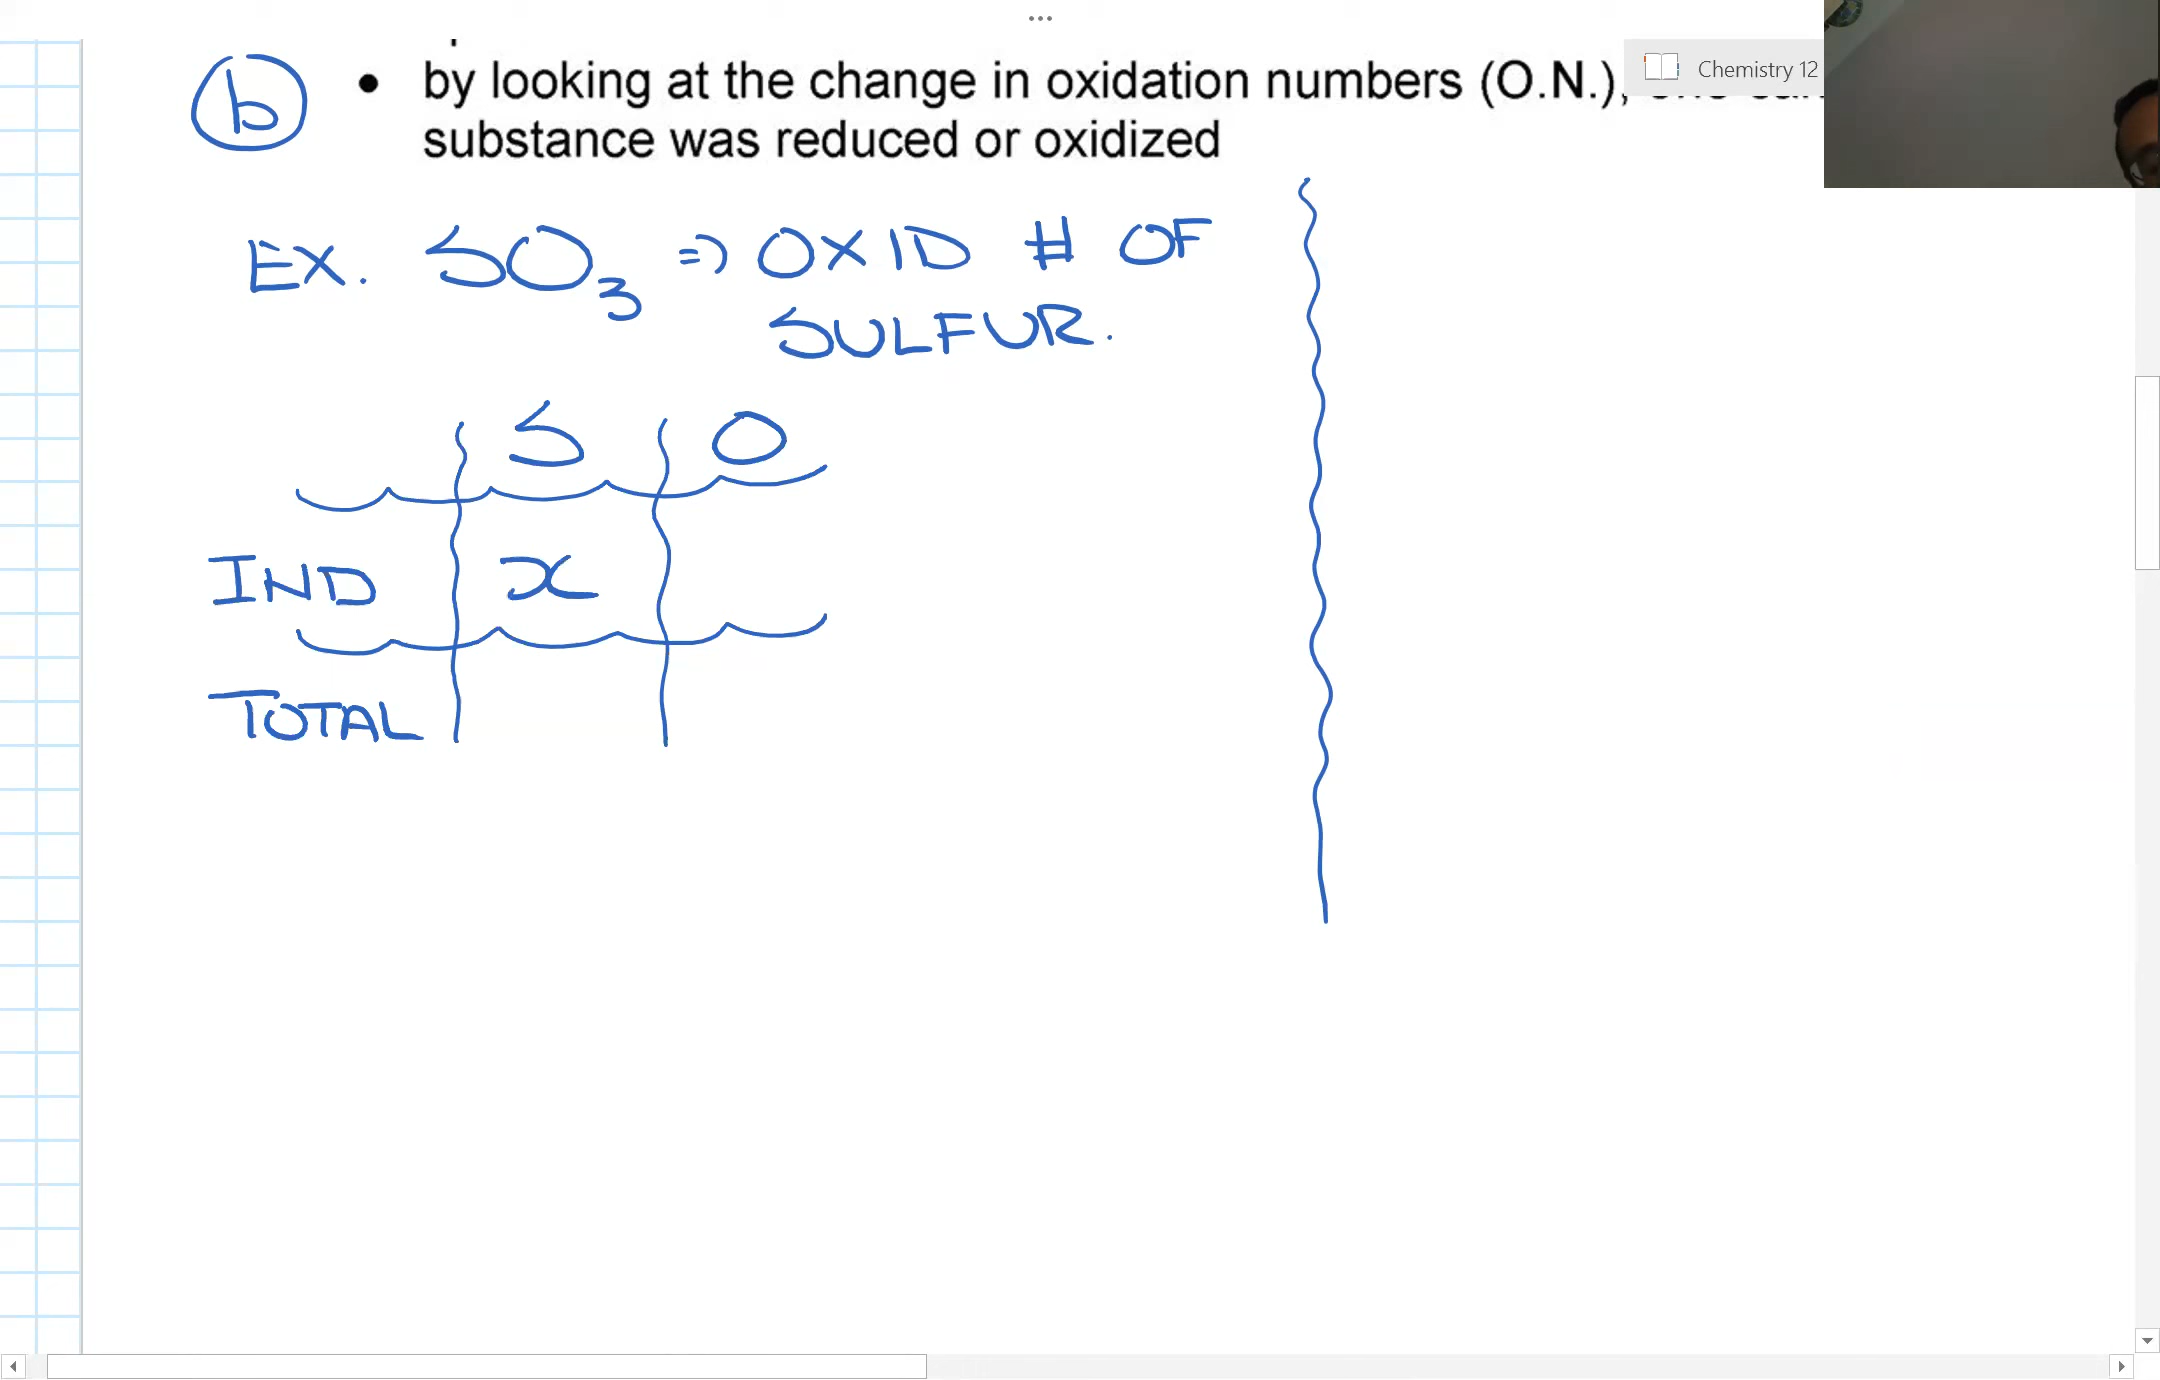 b • by looking at the change in oxidation numbers (O.N.),
Chemistry 12
substance was reduced or oxidized
EX. SO₃ ⇒ OXID # OF
SULFUR.
S O
IND x
TOTAL